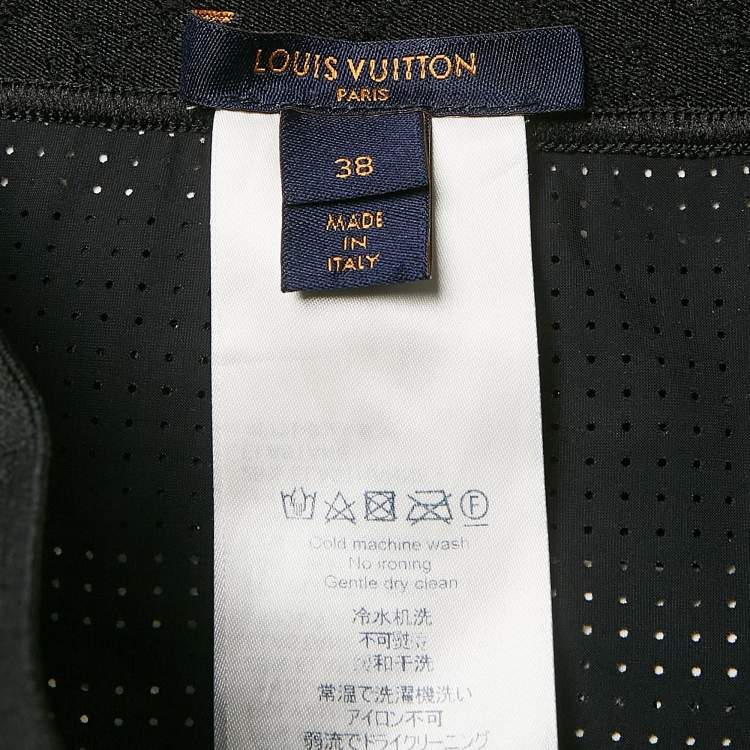 LOUIS VUITTON
PARIS
38
MADE
IN
ITALY
F
Cold machine wash
No ironing
Gentle dry clean
冷水机洗
不可熨烫
缓和干洗
常温で洗濯機洗い
アイロン不可
弱流でドライクリーニング